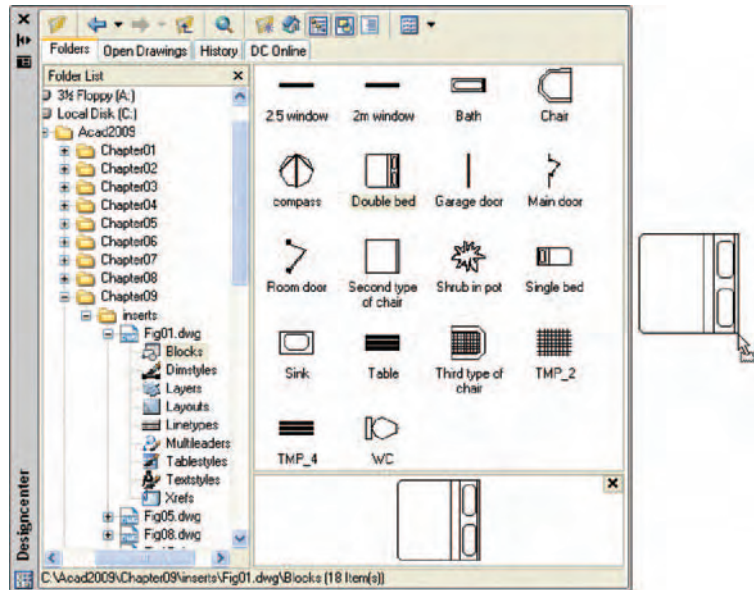 Folders Open Drawings History DC Online
Folder List
3½ Floppy (A:)
Local Disk (C:)
Acad2009
Chapter01
Chapter02
Chapter03
Chapter04
Chapter05
Chapter06
Chapter07
Chapter08
Chapter09
inserts
Fig01.dwg
Blocks
Dimstyles
Layers
Layouts
Linetypes
Multileaders
Tablestyles
Textstyles
Xrefs
Fig05.dwg
Fig08.dwg
2.5 window 2m window Bath Chair
compass Double bed Garage door Main door
Room door Second type of chair Shrub in pot Single bed
Sink Table Third type of chair TMP_2
TMP_4 WC
Designcenter
C:\Acad2009\Chapter09\inserts\Fig01.dwg\Blocks (18 Item(s))